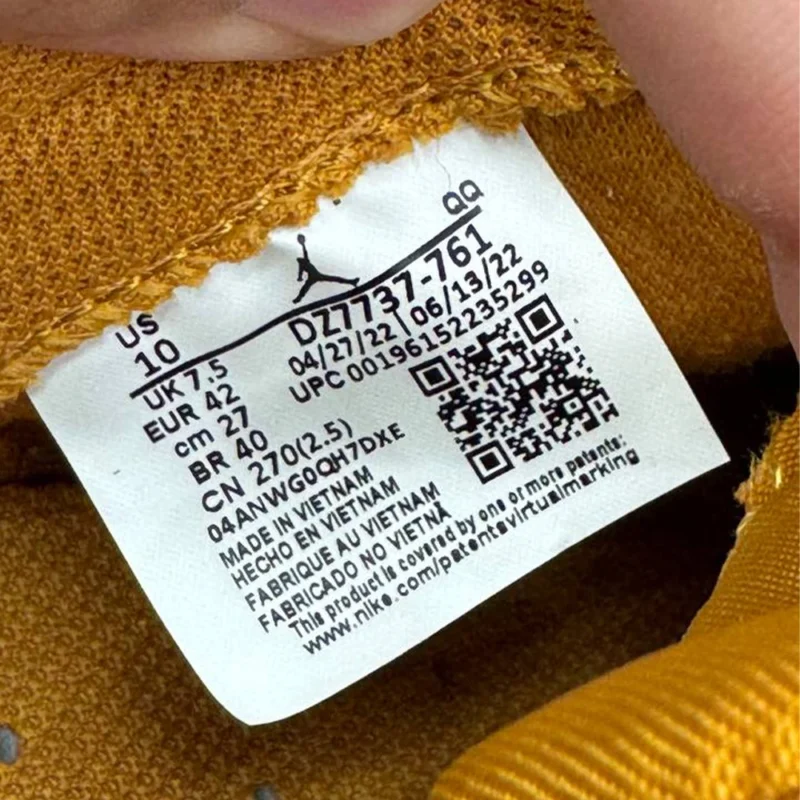 QQ
US
10
DZ7737-761
UK 7.5
04/27/22 \ 06/13/22
EUR 42
UPC 00196152235299
cm 27
BR 40
CN 270(2.5)
04ANWG0QH7DXE
MADE IN VIETNAM
HECHO EN VIETNAM
FABRIQUE AU VIETNAM
FABRICADO NO VIETNÃ
This product is covered by one or more patents:
www.nike.com/patentsvirtualmarking